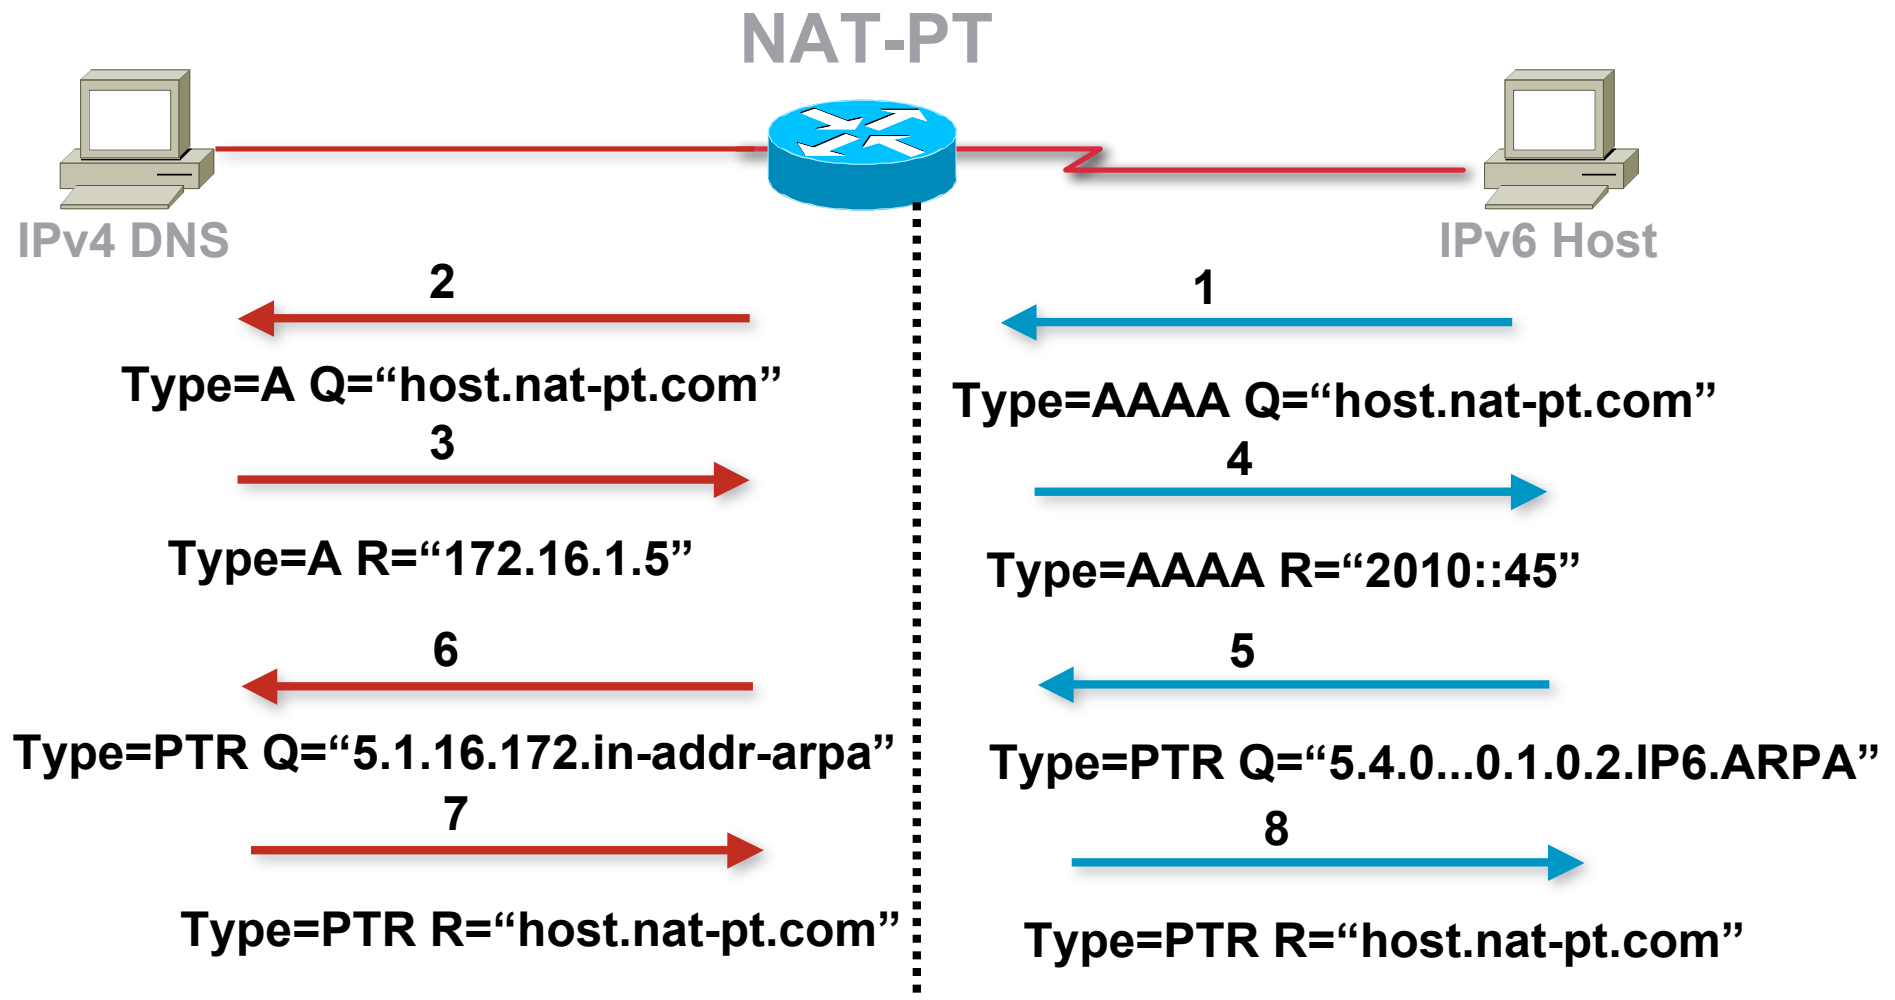 NAT-PT
IPv4 DNS
IPv6 Host
2
1
Type=A Q=“host.nat-pt.com”
Type=AAAA Q=“host.nat-pt.com”
3
4
Type=A R=“172.16.1.5”
Type=AAAA R=“2010::45”
6
5
Type=PTR Q=“5.1.16.172.in-addr-arpa”
Type=PTR Q=“5.4.0...0.1.0.2.IP6.ARPA”
7
8
Type=PTR R=“host.nat-pt.com”
Type=PTR R=“host.nat-pt.com”